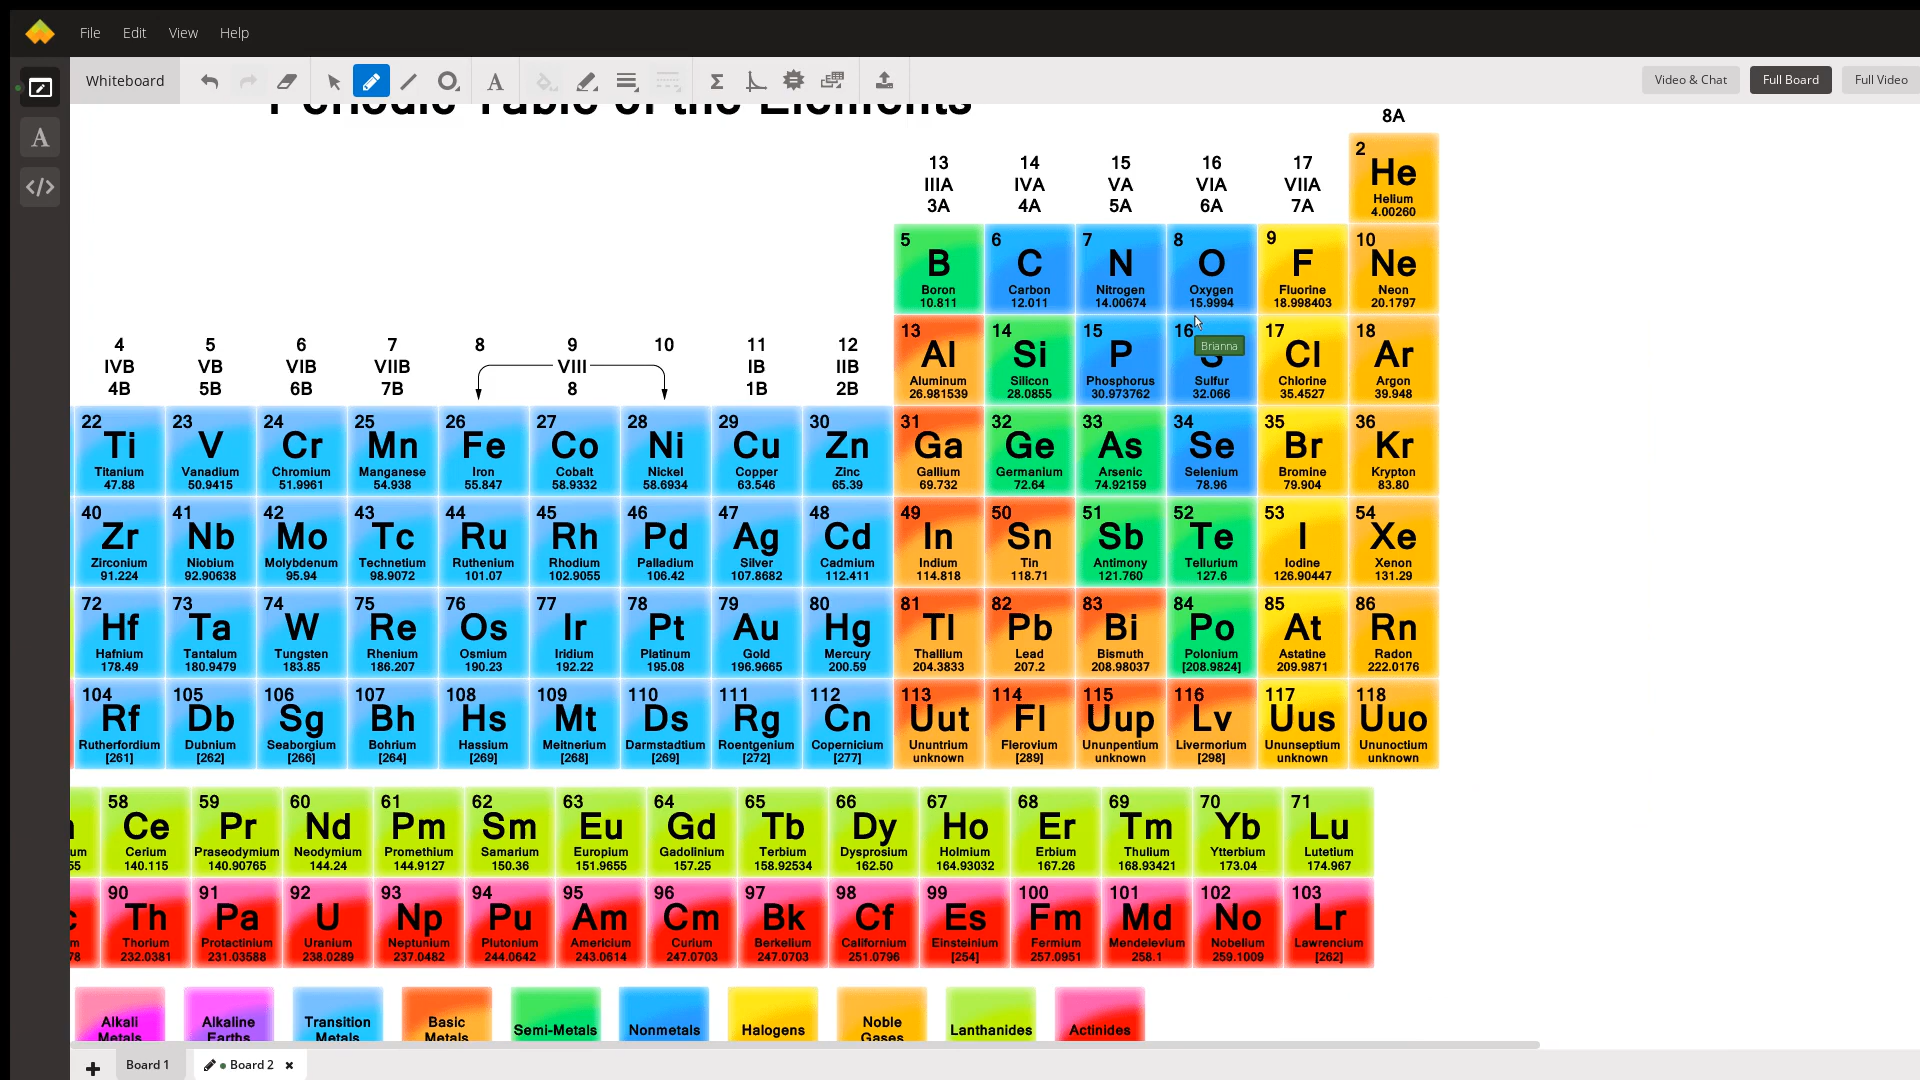 File Edit View Help
Whiteboard A Σ Video & Chat Full Board Full Video
A
</>
Periodic Table of the Elements
8A
13 14 15 16 17
IIIA IVA VA VIA VIIA
3A 4A 5A 6A 7A
2
He
Helium
4.00260
5 6 7 8 9 10
B C N O F Ne
Boron Carbon Nitrogen Oxygen Fluorine Neon
10.811 12.011 14.00674 15.9994 18.998403 20.1797
13 14 15 16 17 18
Al Si P S Cl Ar
Brianna
Aluminum Silicon Phosphorus Sulfur Chlorine Argon
26.981539 28.0855 30.973762 32.066 35.4527 39.948
4 5 6 7 8 9 10 11 12
IVB VB VIB VIIB VIII IB IIB
4B 5B 6B 7B 8 1B 2B
22 23 24 25 26 27 28 29 30 31 32 33 34 35 36
Ti V Cr Mn Fe Co Ni Cu Zn Ga Ge As Se Br Kr
Titanium Vanadium Chromium Manganese Iron Cobalt Nickel Copper Zinc Gallium Germanium Arsenic Selenium Bromine Krypton
47.88 50.9415 51.9961 54.938 55.847 58.9332 58.6934 63.546 65.39 69.732 72.64 74.92159 78.96 79.904 83.80
40 41 42 43 44 45 46 47 48 49 50 51 52 53 54
Zr Nb Mo Tc Ru Rh Pd Ag Cd In Sn Sb Te I Xe
Zirconium Niobium Molybdenum Technetium Ruthenium Rhodium Palladium Silver Cadmium Indium Tin Antimony Tellurium Iodine Xenon
91.224 92.90638 95.94 98.9072 101.07 102.9055 106.42 107.8682 112.411 114.818 118.71 121.760 127.6 126.90447 131.29
72 73 74 75 76 77 78 79 80 81 82 83 84 85 86
Hf Ta W Re Os Ir Pt Au Hg Tl Pb Bi Po At Rn
Hafnium Tantalum Tungsten Rhenium Osmium Iridium Platinum Gold Mercury Thallium Lead Bismuth Polonium Astatine Radon
178.49 180.9479 183.85 186.207 190.23 192.22 195.08 196.9665 200.59 204.3833 207.2 208.98037 [208.9824] 209.9871 222.0176
104 105 106 107 108 109 110 111 112 113 114 115 116 117 118
Rf Db Sg Bh Hs Mt Ds Rg Cn Uut Fl Uup Lv Uus Uuo
Rutherfordium Dubnium Seaborgium Bohrium Hassium Meitnerium Darmstadtium Roentgenium Copernicium Ununtrium Flerovium Ununpentium Livermorium Ununseptium Ununoctium
[261] [262] [266] [264] [269] [268] [269] [272] [277] unknown [289] unknown [298] unknown unknown
58 59 60 61 62 63 64 65 66 67 68 69 70 71
Ce Pr Nd Pm Sm Eu Gd Tb Dy Ho Er Tm Yb Lu
um Cerium Praseodymium Neodymium Promethium Samarium Europium Gadolinium Terbium Dysprosium Holmium Erbium Thulium Ytterbium Lutetium
55 140.115 140.90765 144.24 144.9127 150.36 151.9655 157.25 158.92534 162.50 164.93032 167.26 168.93421 173.04 174.967
90 91 92 93 94 95 96 97 98 99 100 101 102 103
c Th Pa U Np Pu Am Cm Bk Cf Es Fm Md No Lr
m Thorium Protactinium Uranium Neptunium Plutonium Americium Curium Berkelium Californium Einsteinium Fermium Mendelevium Nobelium Lawrencium
78 232.0381 231.03588 238.0289 237.0482 244.0642 243.0614 247.0703 247.0703 251.0796 [254] 257.0951 258.1 259.1009 [262]
Alkali Metals Alkaline Earths Transition Metals Basic Metals Semi-Metals Nonmetals Halogens Noble Gases Lanthanides Actinides
Board 1 Board 2